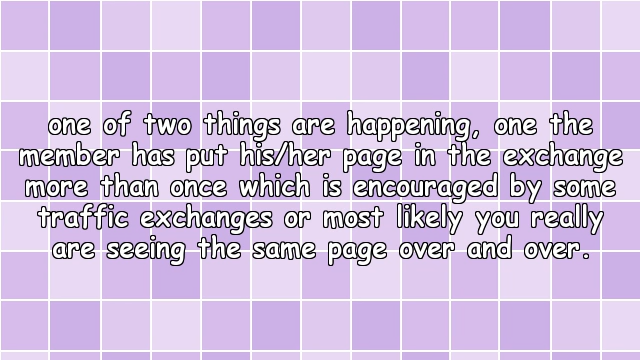 one of two things are happening, one the
member has put his/her page in the exchange
more than once which is encouraged by some
traffic exchanges or most likely you really
are seeing the same page over and over.